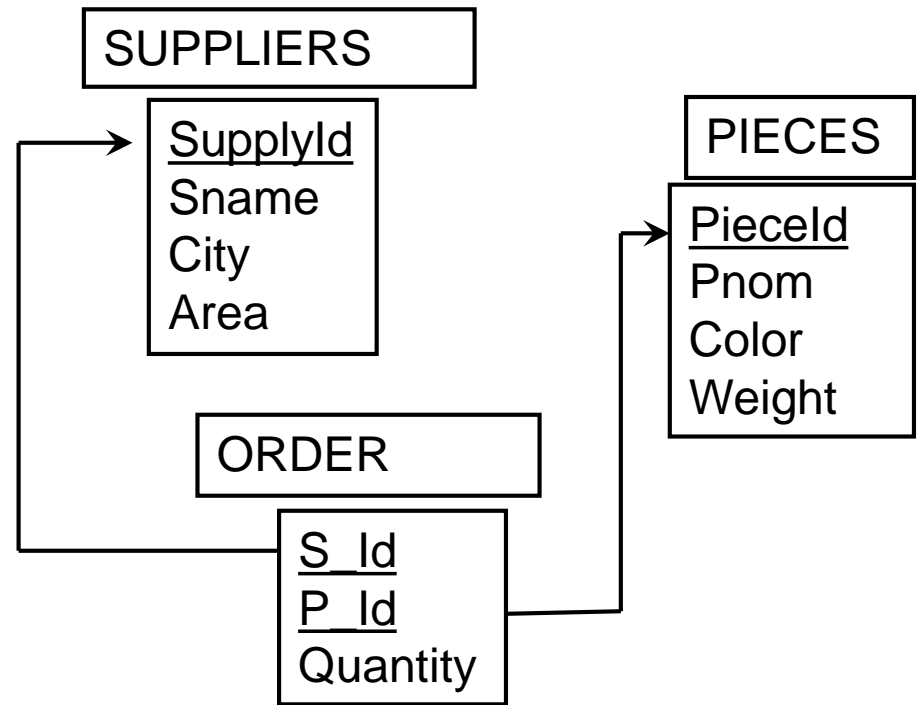 SUPPLIERS
SupplyId
Sname
City
Area
PIECES
PieceId
Pnom
Color
Weight
ORDER
S_Id
P_Id
Quantity